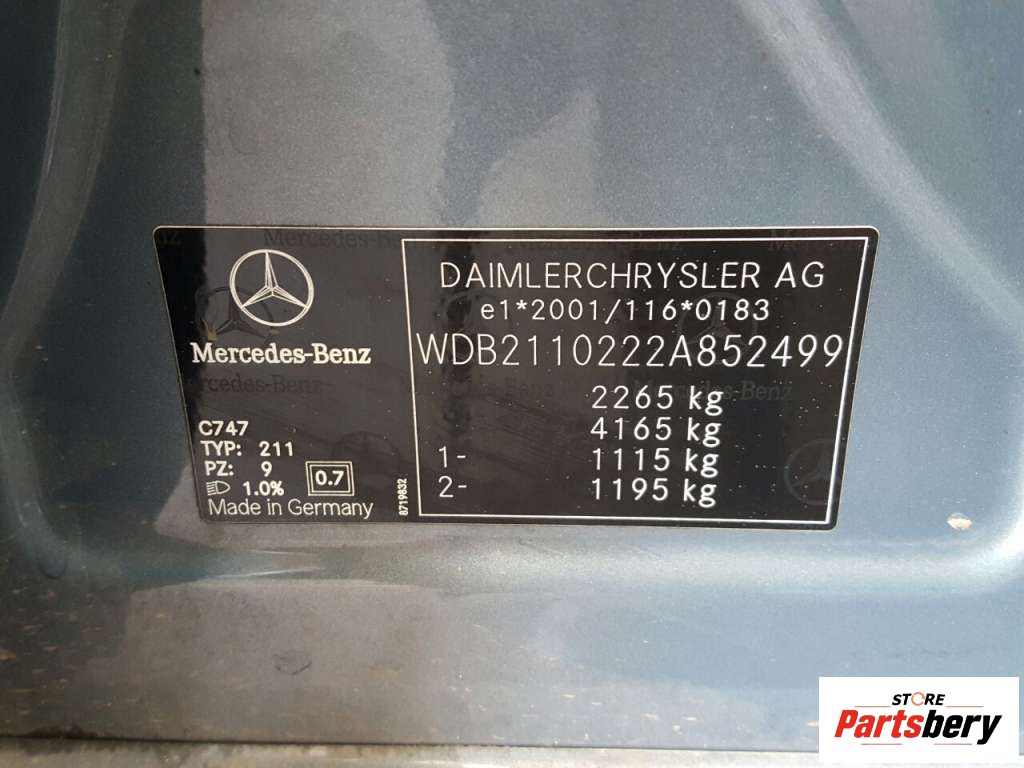 Mercedes-Benz
C747
TYP: 211
PZ: 9
1.0%
0.7
Made in Germany
8719832
DAIMLERCHRYSLER AG
e1*2001/116*0183
WDB2110222A852499
2265 kg
4165 kg
1- 1115 kg
2- 1195 kg
STORE
Partsbery